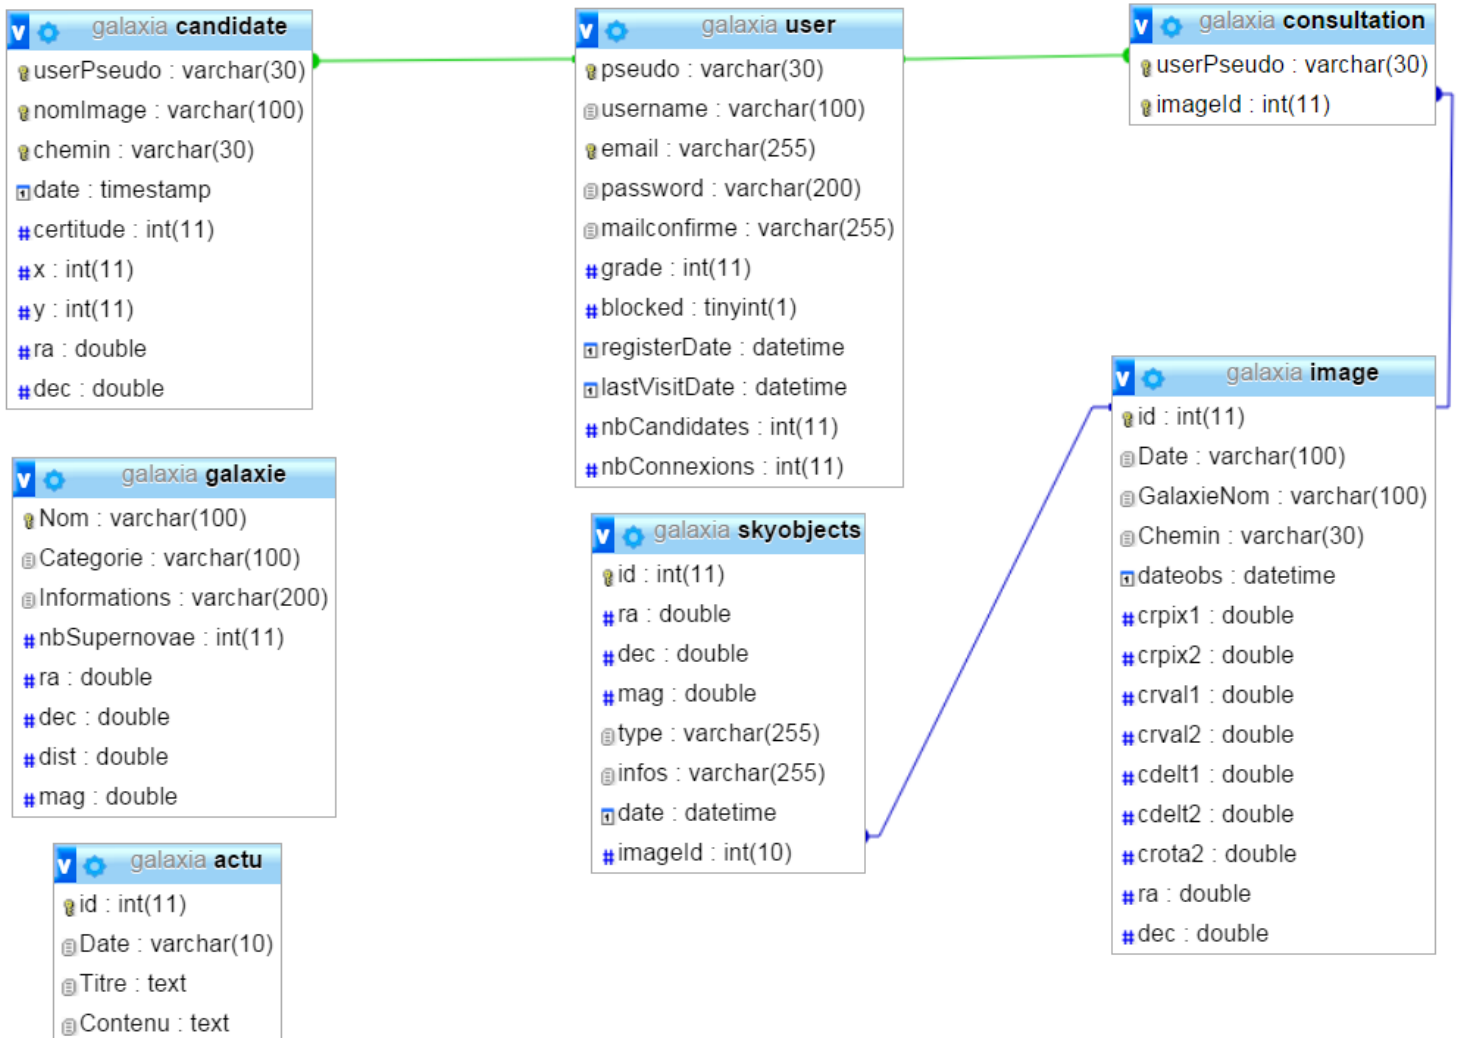 galaxia candidate
userPseudo : varchar(30)
nomImage : varchar(100)
chemin : varchar(30)
date : timestamp
certitude : int(11)
x : int(11)
y : int(11)
ra : double
dec : double
galaxia user
pseudo : varchar(30)
username : varchar(100)
email : varchar(255)
password : varchar(200)
mailconfirme : varchar(255)
grade : int(11)
blocked : tinyint(1)
registerDate : datetime
lastVisitDate : datetime
nbCandidates : int(11)
nbConnexions : int(11)
galaxia consultation
userPseudo : varchar(30)
imageId : int(11)
galaxia galaxie
Nom : varchar(100)
Categorie : varchar(100)
Informations : varchar(200)
nbSupernovae : int(11)
ra : double
dec : double
dist : double
mag : double
galaxia skyobjects
id : int(11)
ra : double
dec : double
mag : double
type : varchar(255)
infos : varchar(255)
date : datetime
imageId : int(10)
galaxia image
id : int(11)
Date : varchar(100)
GalaxieNom : varchar(100)
Chemin : varchar(30)
dateobs : datetime
crpix1 : double
crpix2 : double
crval1 : double
crval2 : double
cdelt1 : double
cdelt2 : double
crota2 : double
ra : double
dec : double
galaxia actu
id : int(11)
Date : varchar(10)
Titre : text
Contenu : text